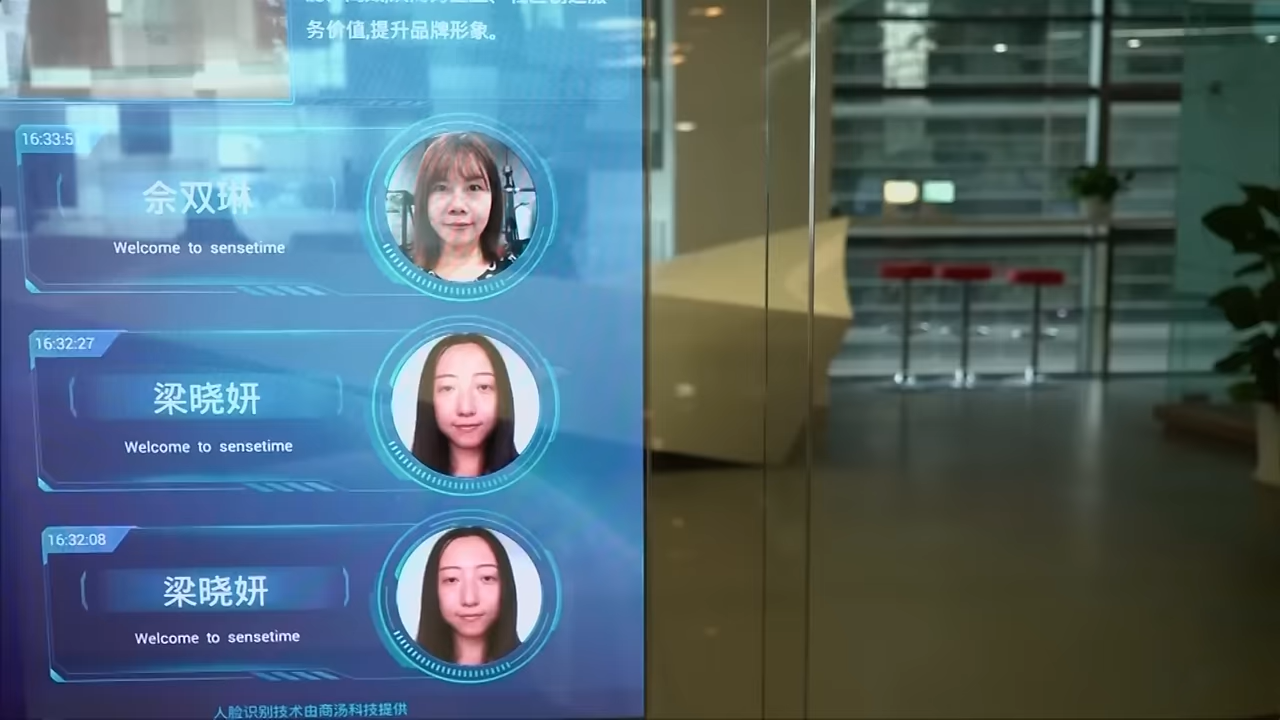 务价值,提升品牌形象。
16:33:5
佘双琳
Welcome to sensetime
16:32:27
梁晓妍
Welcome to sensetime
16:32:08
梁晓妍
Welcome to sensetime
人脸识别技术由商汤科技提供